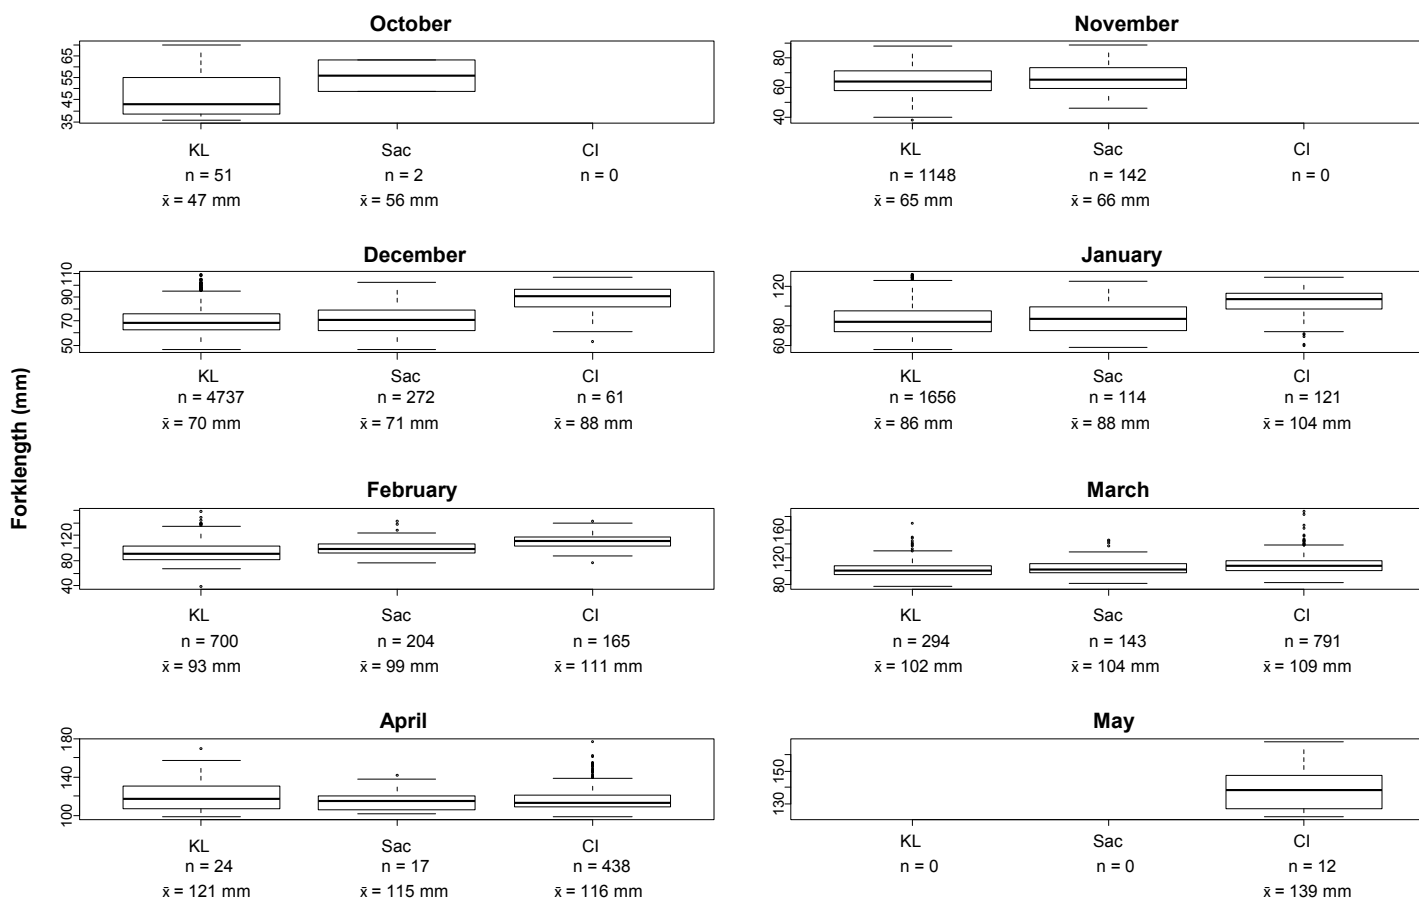 Forklength (mm)
October
35 45 55 65
KL Sac CI
n = 51 n = 2 n = 0
x̄ = 47 mm x̄ = 56 mm
November
40 60 80
KL Sac CI
n = 1148 n = 142 n = 0
x̄ = 65 mm x̄ = 66 mm
December
50 70 90 110
KL Sac CI
n = 4737 n = 272 n = 61
x̄ = 70 mm x̄ = 71 mm x̄ = 88 mm
January
60 80 120
KL Sac CI
n = 1656 n = 114 n = 121
x̄ = 86 mm x̄ = 88 mm x̄ = 104 mm
February
40 80 120
KL Sac CI
n = 700 n = 204 n = 165
x̄ = 93 mm x̄ = 99 mm x̄ = 111 mm
March
80 120 160
KL Sac CI
n = 294 n = 143 n = 791
x̄ = 102 mm x̄ = 104 mm x̄ = 109 mm
April
100 140 180
KL Sac CI
n = 24 n = 17 n = 438
x̄ = 121 mm x̄ = 115 mm x̄ = 116 mm
May
130 150
KL Sac CI
n = 0 n = 0 n = 12
x̄ = 139 mm